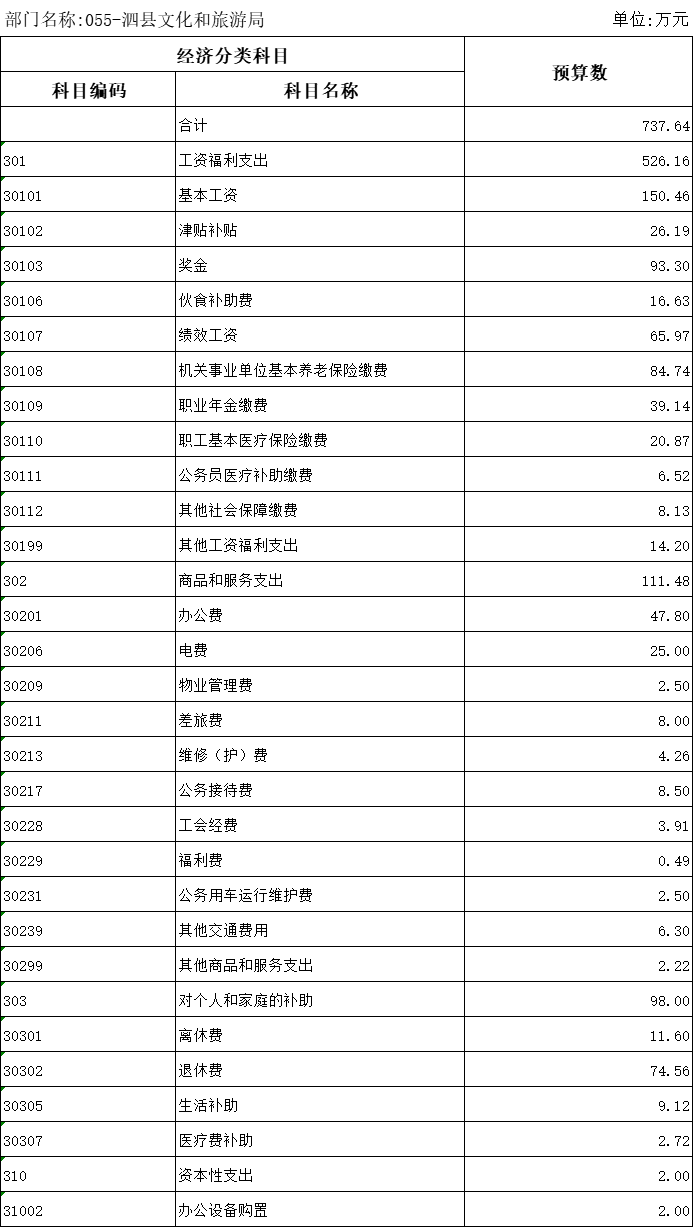 部门名称:055-泗县文化和旅游局 单位:万元
经济分类科目 预算数
科目编码 科目名称
合计 737.64
301 工资福利支出 526.16
30101 基本工资 150.46
30102 津贴补贴 26.19
30103 奖金 93.30
30106 伙食补助费 16.63
30107 绩效工资 65.97
30108 机关事业单位基本养老保险缴费 84.74
30109 职业年金缴费 39.14
30110 职工基本医疗保险缴费 20.87
30111 公务员医疗补助缴费 6.52
30112 其他社会保障缴费 8.13
30199 其他工资福利支出 14.20
302 商品和服务支出 111.48
30201 办公费 47.80
30206 电费 25.00
30209 物业管理费 2.50
30211 差旅费 8.00
30213 维修（护）费 4.26
30217 公务接待费 8.50
30228 工会经费 3.91
30229 福利费 0.49
30231 公务用车运行维护费 2.50
30239 其他交通费用 6.30
30299 其他商品和服务支出 2.22
303 对个人和家庭的补助 98.00
30301 离休费 11.60
30302 退休费 74.56
30305 生活补助 9.12
30307 医疗费补助 2.72
310 资本性支出 2.00
31002 办公设备购置 2.00